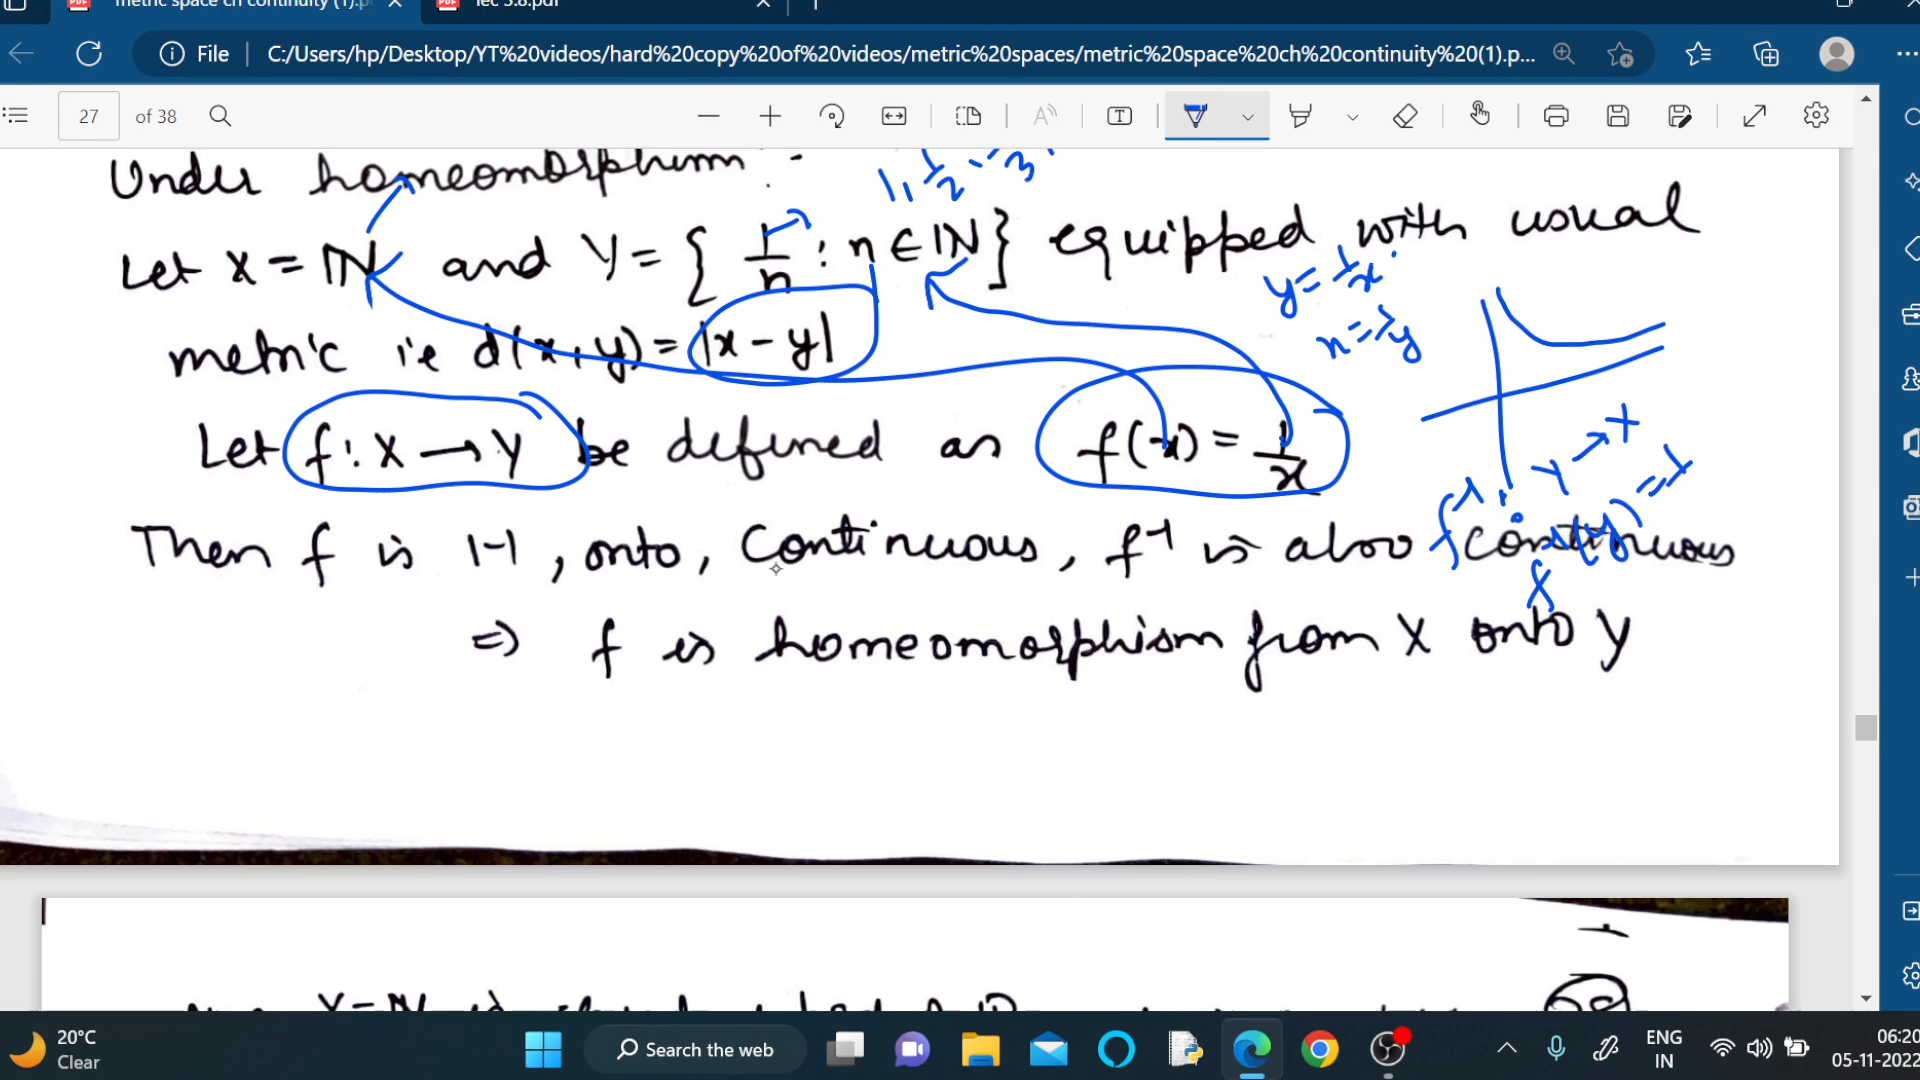 metric space ch continuity (1).p
lec 3.8.pdf
File
C:/Users/hp/Desktop/YT%20videos/hard%20copy%20of%20videos/metric%20spaces/metric%20space%20ch%20continuity%20(1).p...
27 of 38
Under homeomorphism :-
1, 1/2, 1/3,
Let X = ℕ and Y = { 1/n : n ∈ ℕ } equipped with usual
y = 1/x
metric i.e d(x,y) = |x - y|
Let f : X → Y be defined as f(x) = 1/x
Y → X
Then f is 1-1, onto, Continuous, f⁻¹ is also continuous
⇒ f is homeomorphism from X onto Y
20°C
Clear
Search the web
ENG
IN
06:20
05-11-2022